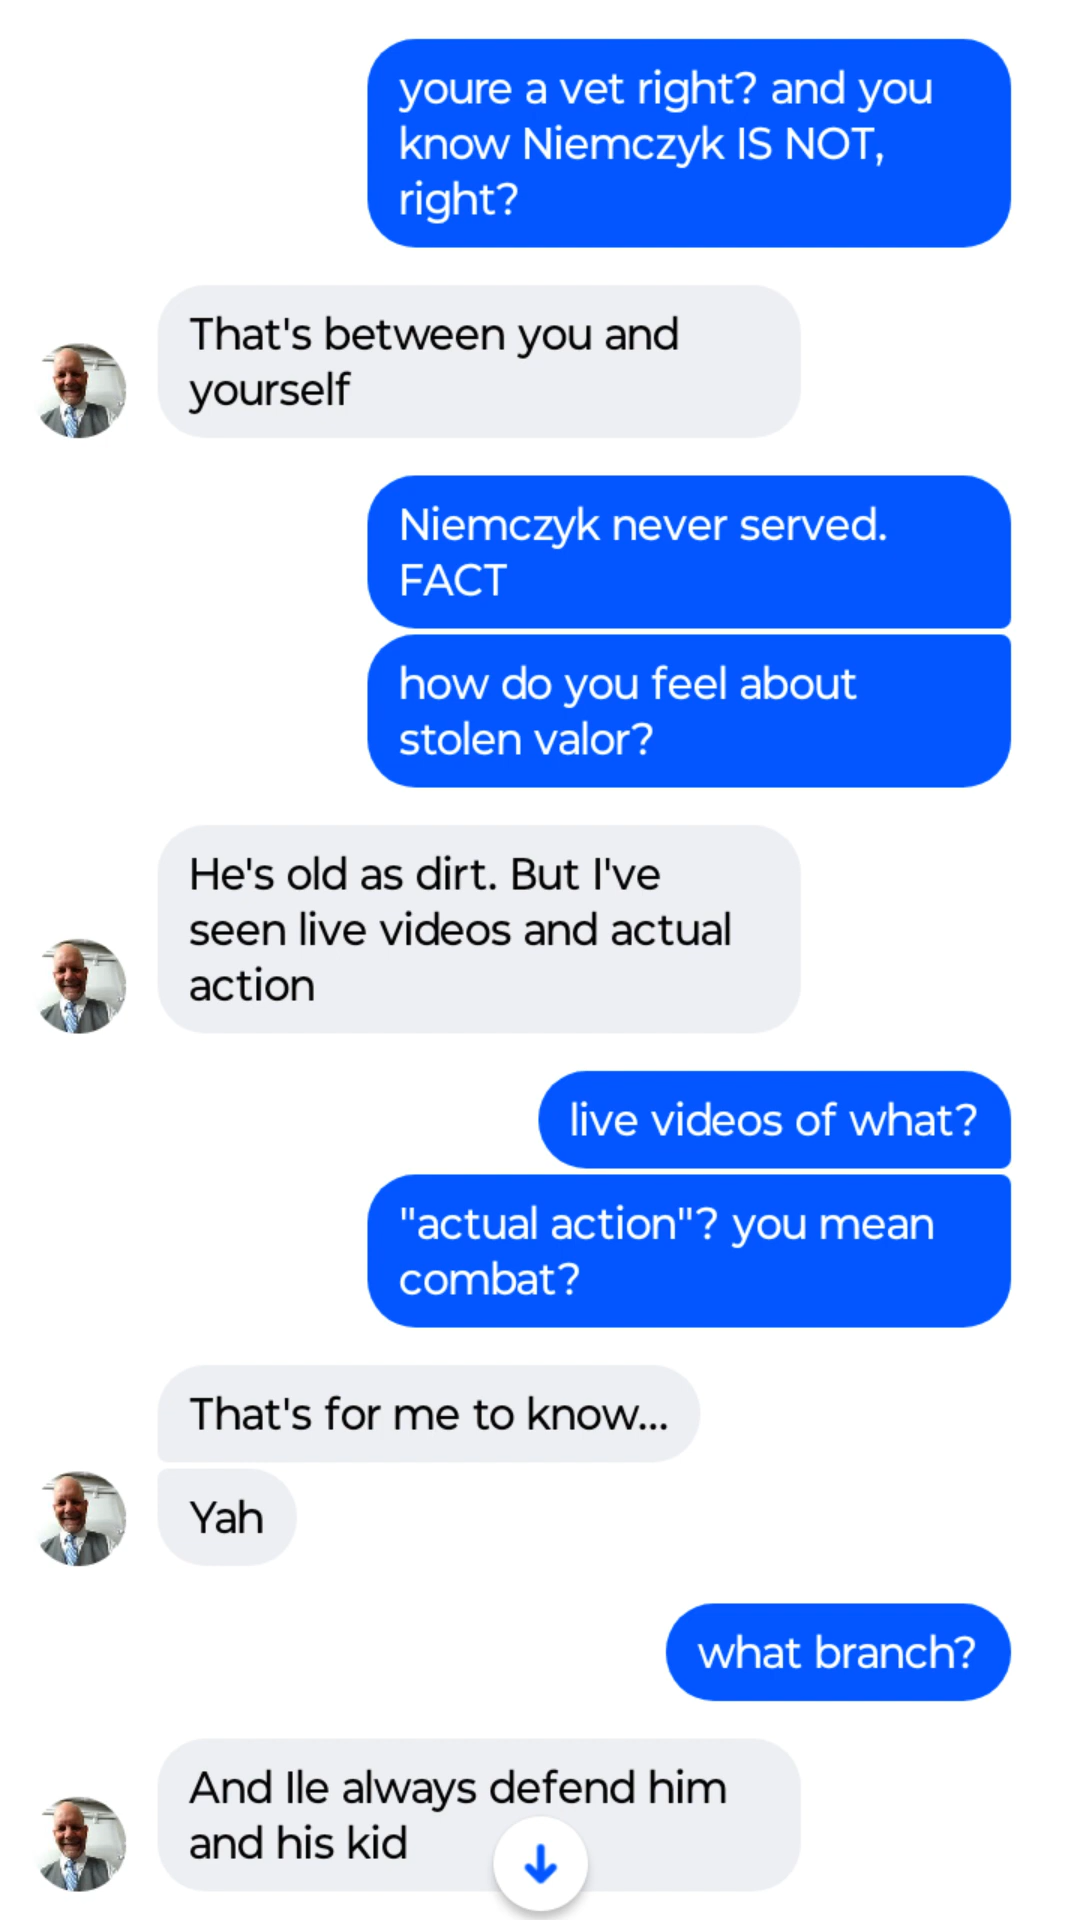 youre a vet right? and you
know Niemczyk IS NOT,
right?
That's between you and
yourself
Niemczyk never served.
FACT
how do you feel about
stolen valor?
He's old as dirt. But I've
seen live videos and actual
action
live videos of what?
"actual action"? you mean
combat?
That's for me to know...
Yah
what branch?
And Ile always defend him
and his kid